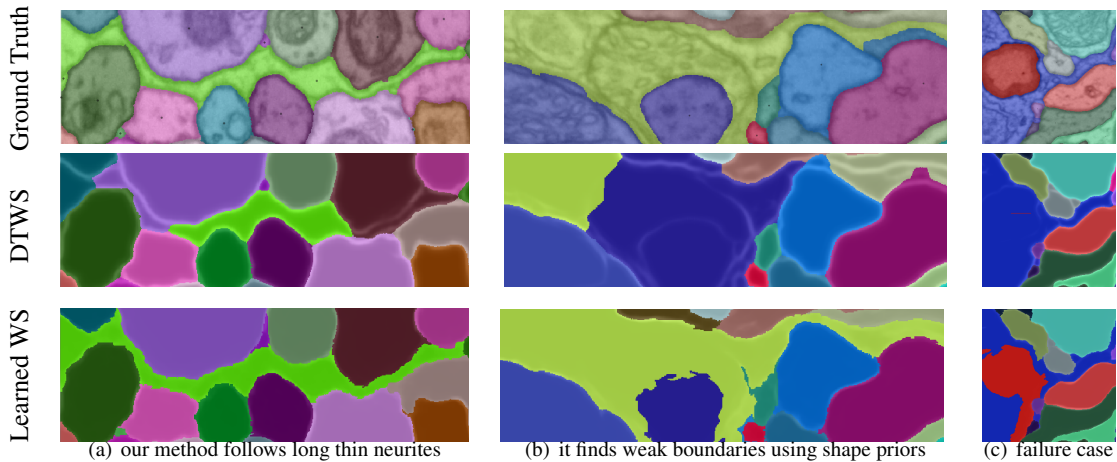 Ground Truth
DTWS
Learned WS
(a) our method follows long thin neurites
(b) it finds weak boundaries using shape priors
(c) failure case